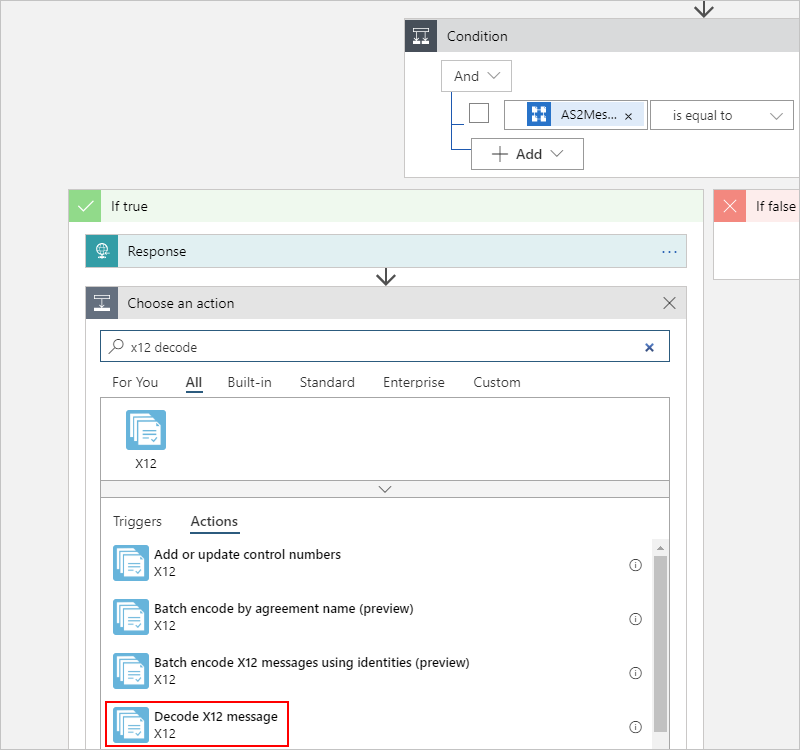 Condition
And
AS2Mes... ×
is equal to
+ Add
If true
If false
Response
...
Choose an action
x12 decode
For You All Built-in Standard Enterprise Custom
X12
Triggers Actions
Add or update control numbers
X12
Batch encode by agreement name (preview)
X12
Batch encode X12 messages using identities (preview)
X12
Decode X12 message
X12